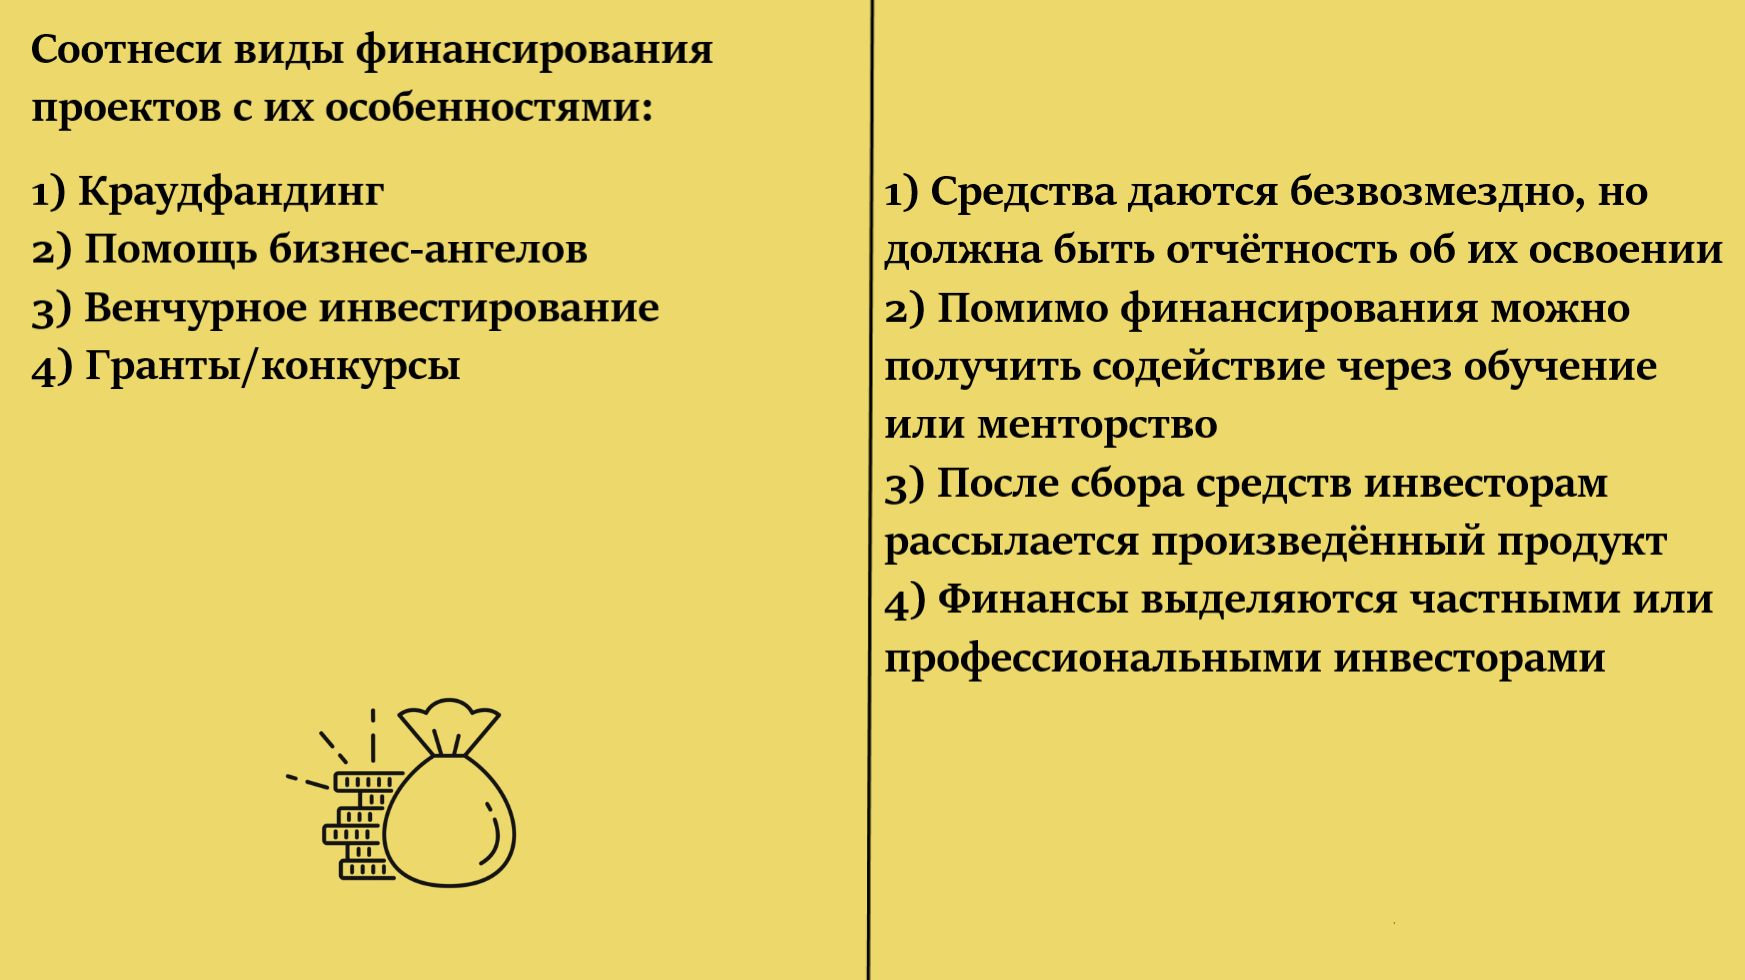 Соотнеси виды финансирования
проектов с их особенностями:
1) Краудфандинг
2) Помощь бизнес-ангелов
3) Венчурное инвестирование
4) Гранты/конкурсы
1) Средства даются безвозмездно, но
должна быть отчётность об их освоении
2) Помимо финансирования можно
получить содействие через обучение
или менторство
3) После сбора средств инвесторам
рассылается произведённый продукт
4) Финансы выделяются частными или
профессиональными инвесторами